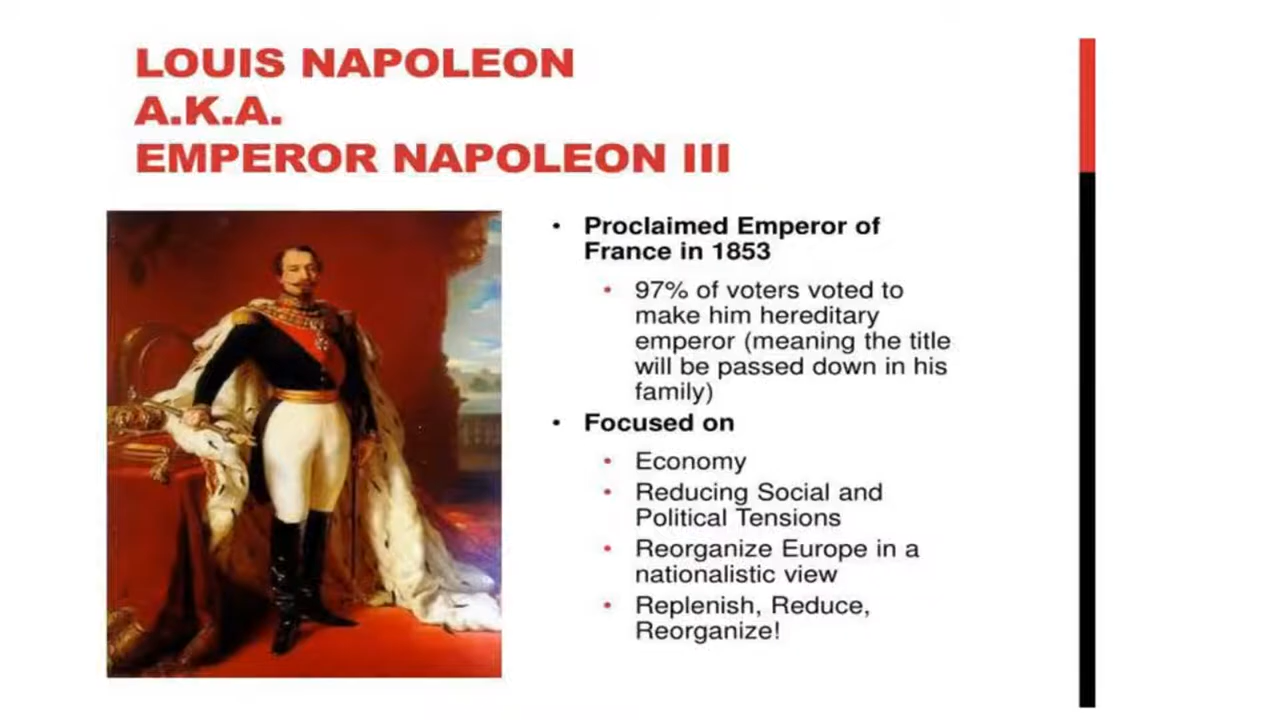 LOUIS NAPOLEON
A.K.A.
EMPEROR NAPOLEON III
• Proclaimed Emperor of
France in 1853
• 97% of voters voted to
make him hereditary
emperor (meaning the title
will be passed down in his
family)
• Focused on
• Economy
• Reducing Social and
Political Tensions
• Reorganize Europe in a
nationalistic view
• Replenish, Reduce,
Reorganize!